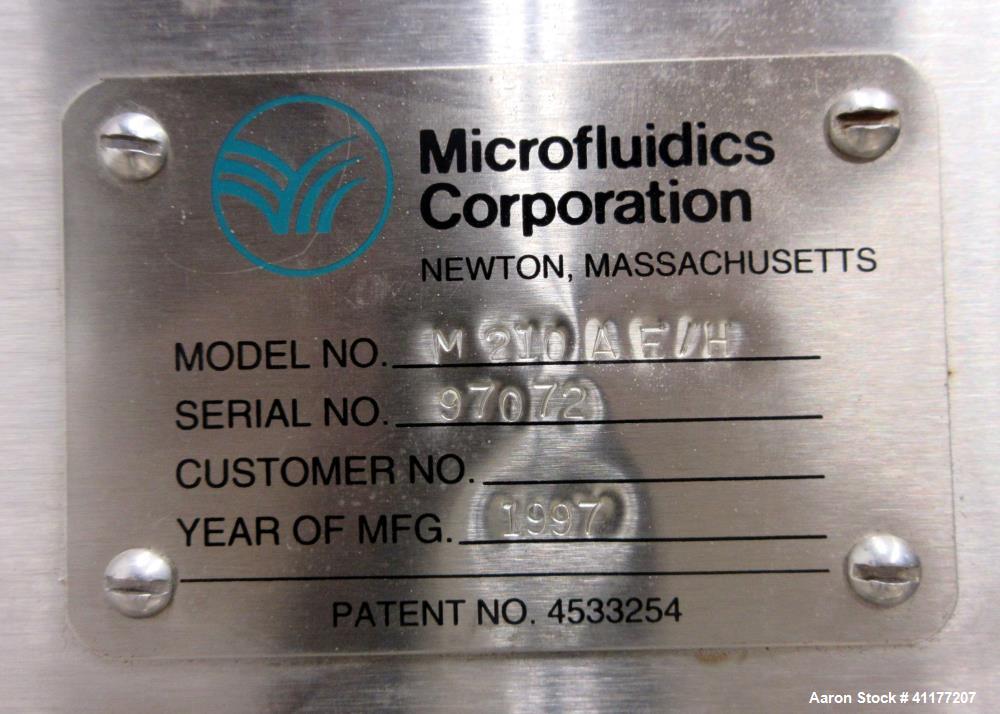 Microfluidics
Corporation
NEWTON, MASSACHUSETTS
MODEL NO. M 210 A E/H
SERIAL NO. 97072
CUSTOMER NO.
YEAR OF MFG. 1997
PATENT NO. 4533254
Aaron Stock # 41177207